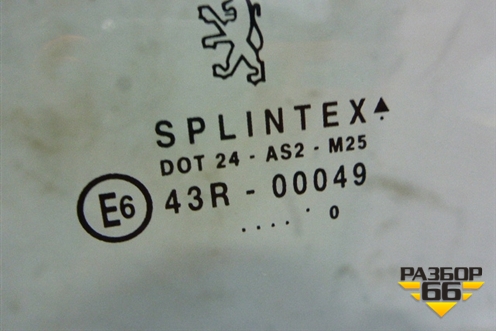 SPLINTEX
DOT 24 - AS2 - M25
E6 43R - 00049
.... . 0
РАЗБОР
66